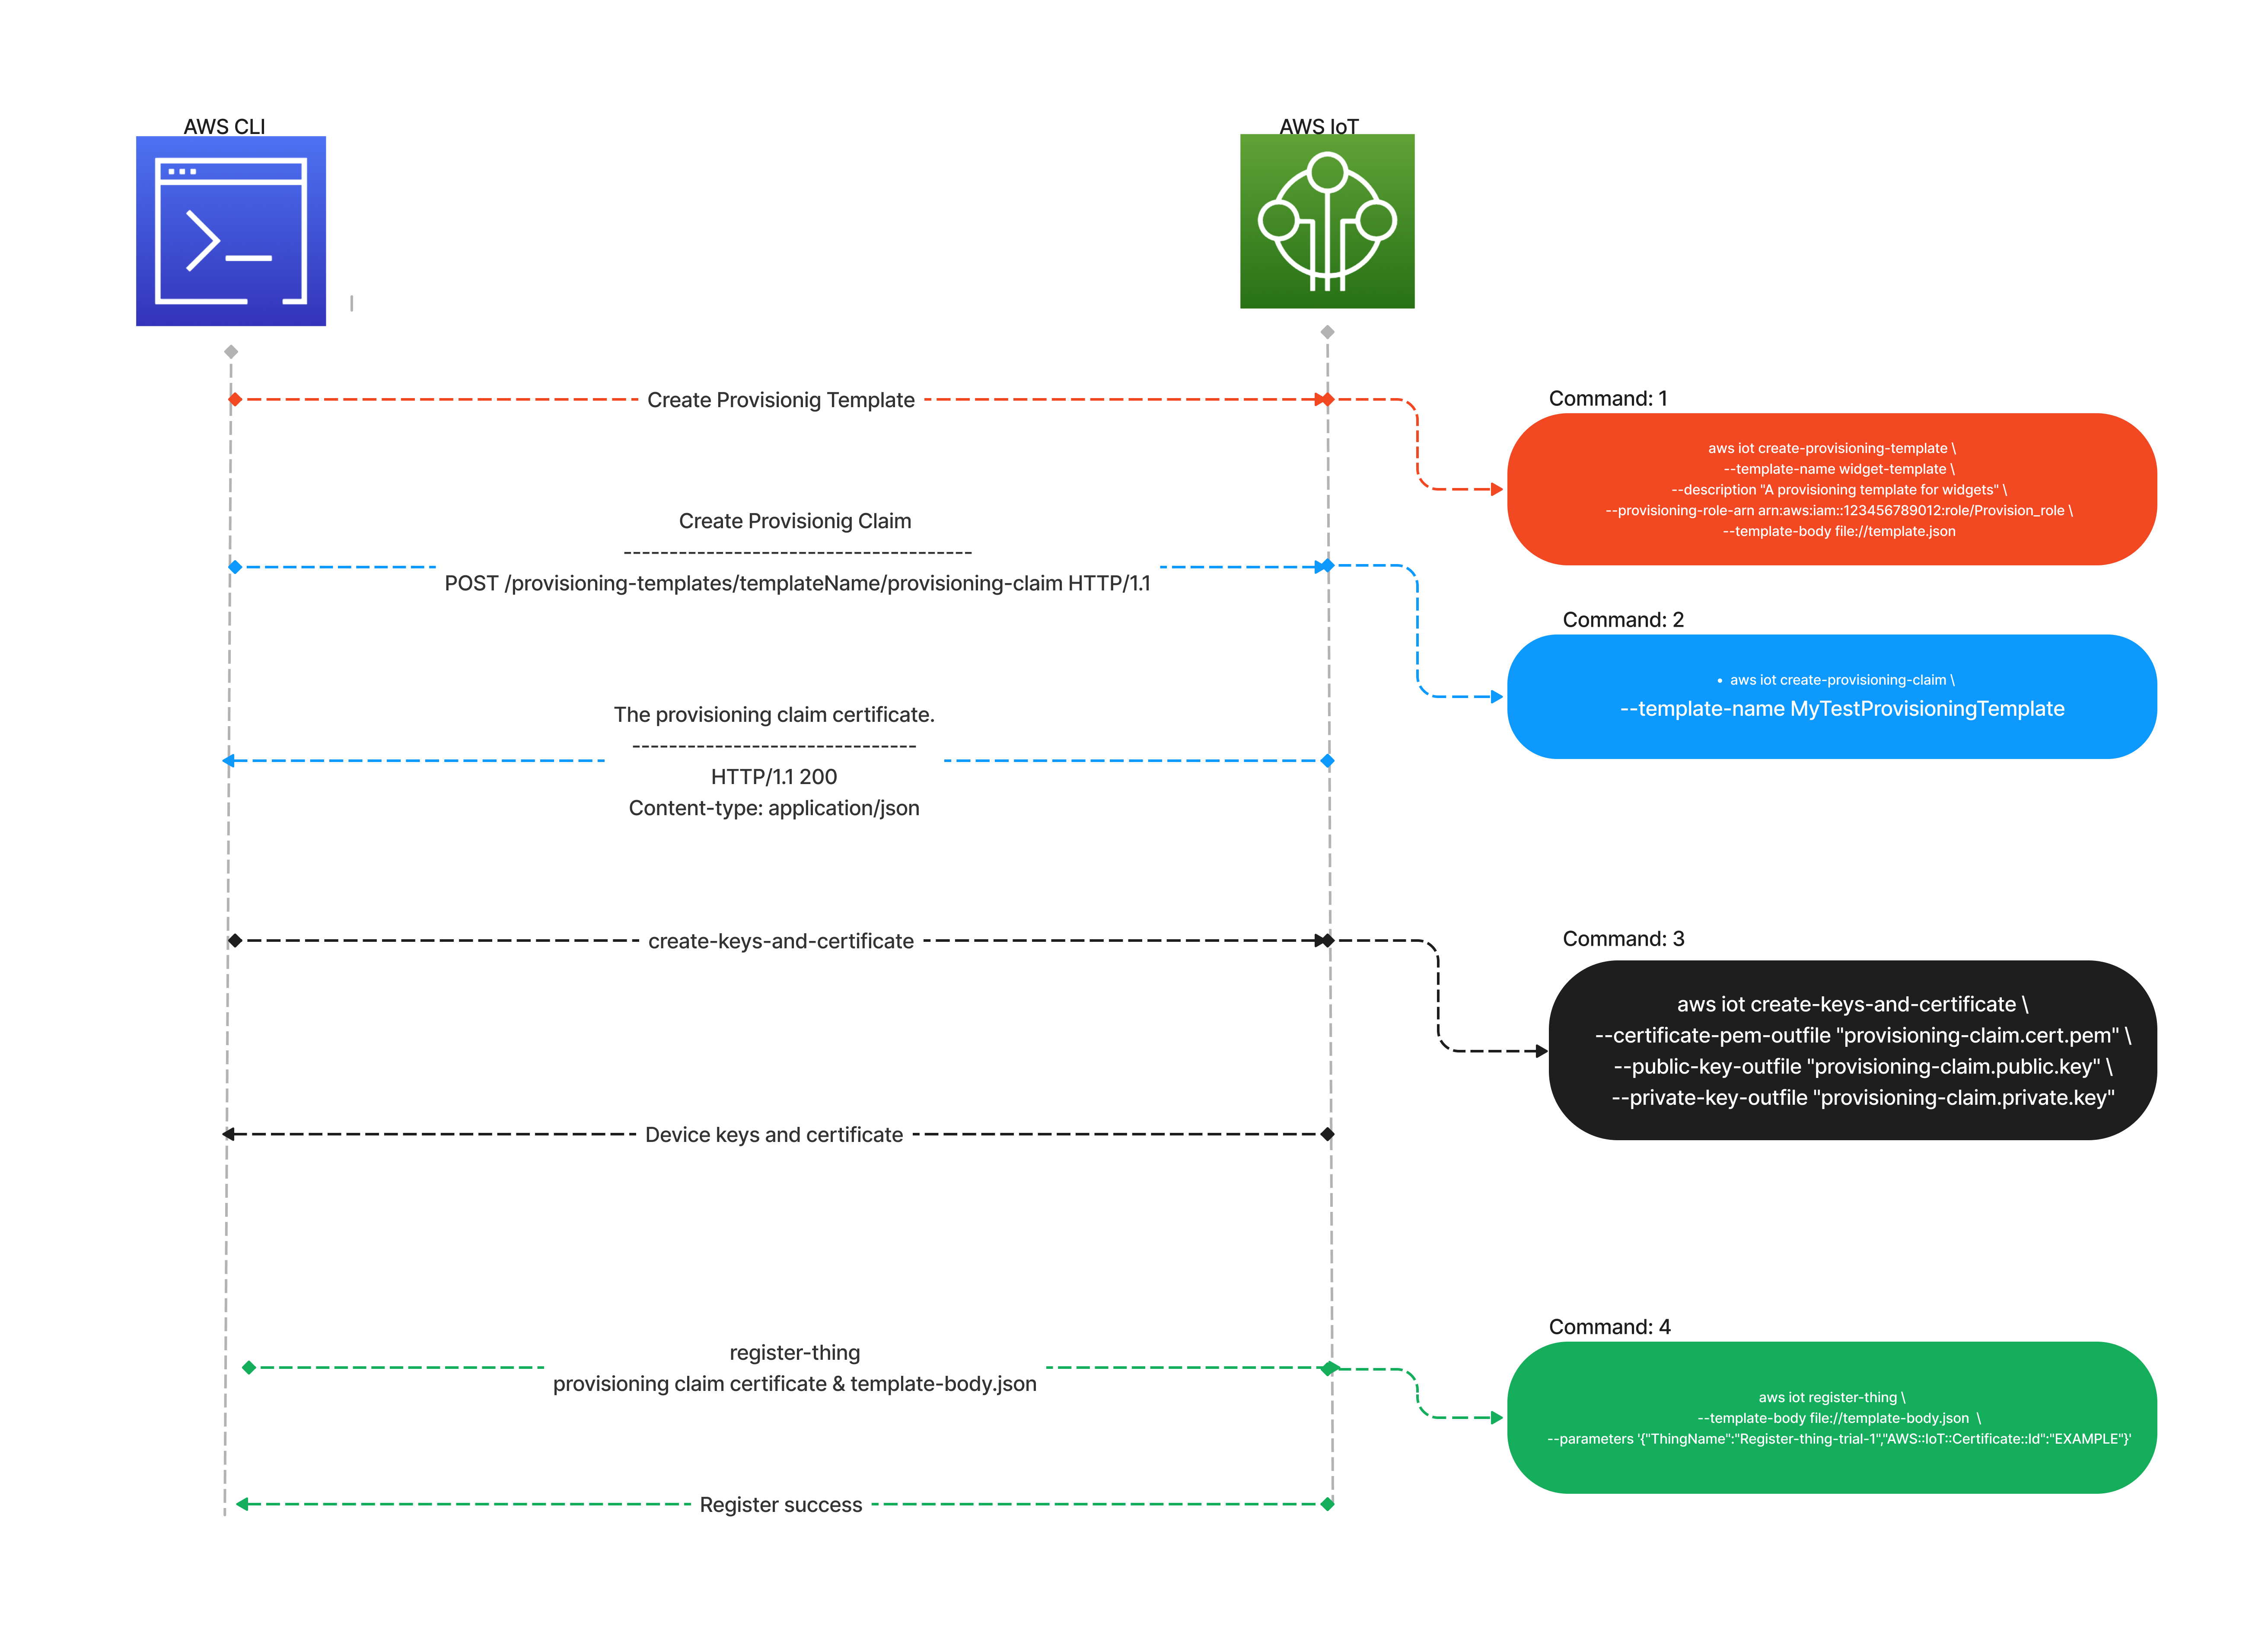 AWS CLI
AWS IoT
Create Provisionig Template
Command: 1
aws iot create-provisioning-template \
--template-name widget-template \
--description "A provisioning template for widgets" \
--provisioning-role-arn arn:aws:iam::123456789012:role/Provision_role \
--template-body file://template.json
Create Provisionig Claim
--------------------------------------
POST /provisioning-templates/templateName/provisioning-claim HTTP/1.1
Command: 2
• aws iot create-provisioning-claim \
--template-name MyTestProvisioningTemplate
The provisioning claim certificate.
-------------------------------
HTTP/1.1 200
Content-type: application/json
create-keys-and-certificate
Command: 3
aws iot create-keys-and-certificate \
--certificate-pem-outfile "provisioning-claim.cert.pem" \
--public-key-outfile "provisioning-claim.public.key" \
--private-key-outfile "provisioning-claim.private.key"
Device keys and certificate
register-thing
provisioning claim certificate & template-body.json
Command: 4
aws iot register-thing \
--template-body file://template-body.json \
--parameters '{"ThingName":"Register-thing-trial-1","AWS::IoT::Certificate::Id":"EXAMPLE"}'
Register success